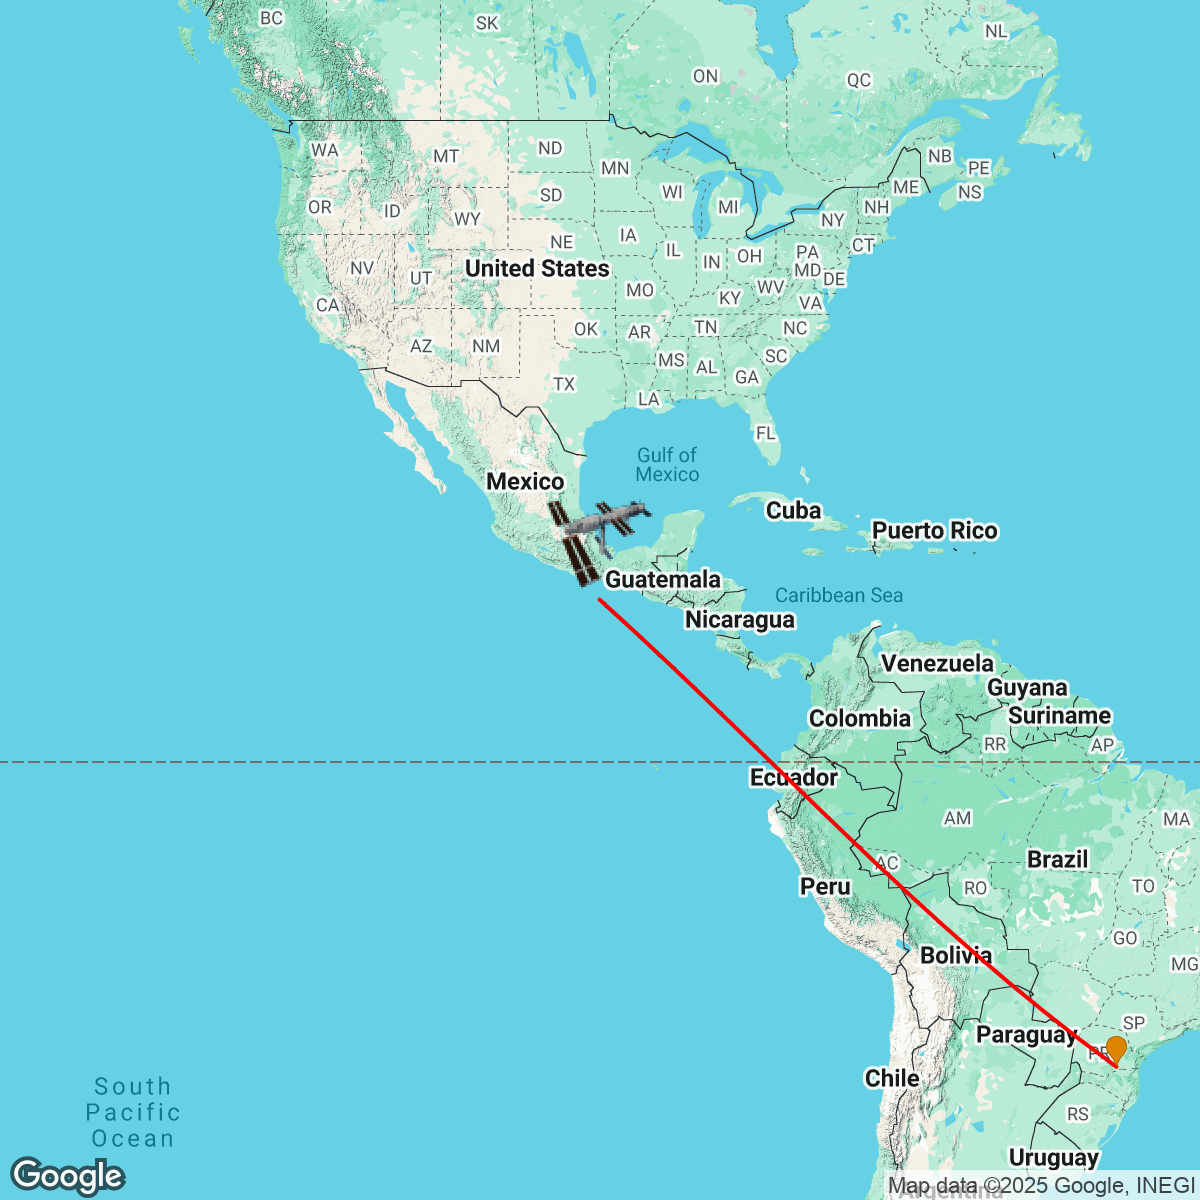 BC
SK
NL
ON
QC
WA
MT
ND
MN
NB
PE
OR
ID
WY
SD
WI
MI
ME
NS
NY
NH
NV
UT
NE
IA
IL
IN
OH
PA
CT
United States
MD
DE
CA
MO
KY
WV
VA
AZ
NM
OK
AR
TN
NC
MS
AL
SC
TX
GA
LA
FL
Gulf of
Mexico
Mexico
Cuba
Puerto Rico
Guatemala
Caribbean Sea
Nicaragua
Venezuela
Guyana
Suriname
Colombia
RR
AP
Ecuador
AM
MA
AC
Brazil
Peru
RO
TO
GO
Bolivia
MG
SP
Paraguay
PR
Chile
South
Pacific
Ocean
RS
Uruguay
Argentina
Google
Map data ©2025 Google, INEGI